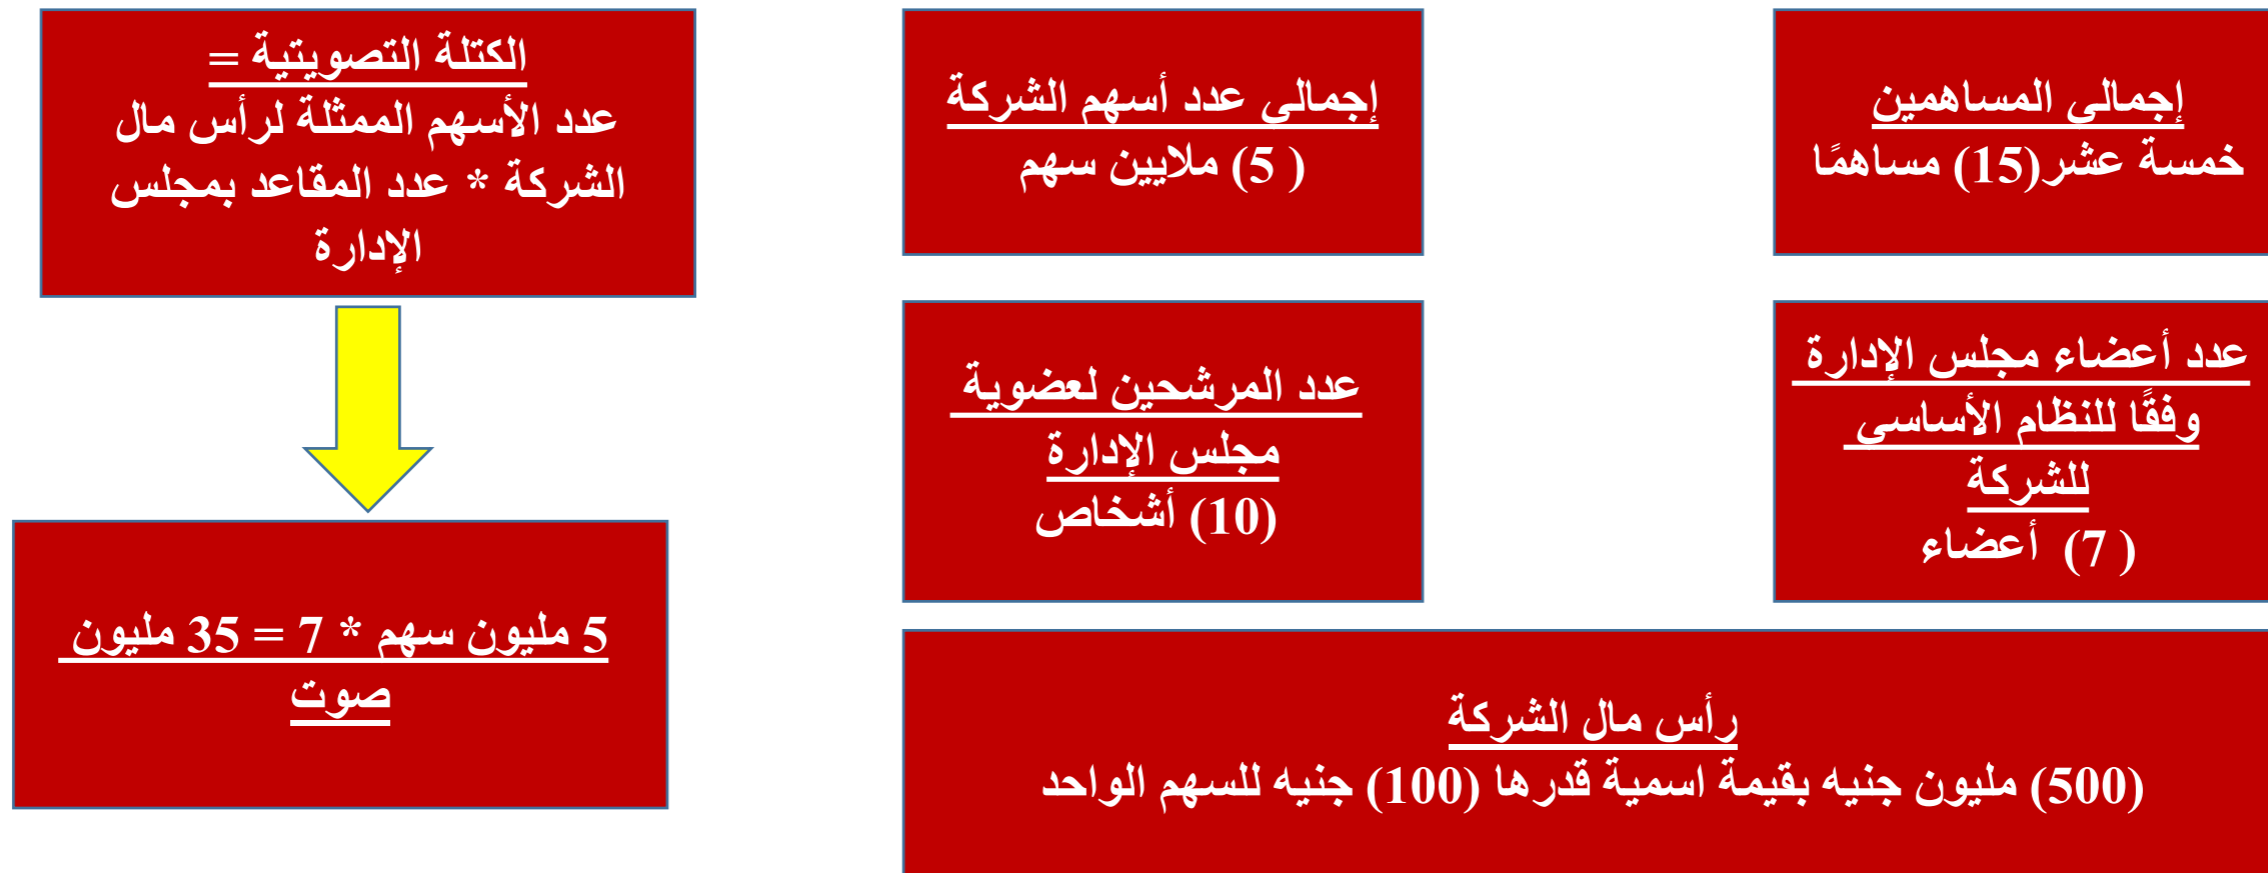 إجمالي المساهمين
خمسة عشر(15) مساهمًا
إجمالي عدد أسهم الشركة
( 5) ملايين سهم
الكتلة التصويتية =
عدد الأسهم الممثلة لرأس مال
الشركة * عدد المقاعد بمجلس
الإدارة
عدد أعضاء مجلس الإدارة
وفقًا للنظام الأساسي
للشركة
( 7) أعضاء
عدد المرشحين لعضوية
مجلس الإدارة
(10) أشخاص
5 مليون سهم * 7 = 35 مليون
صوت
رأس مال الشركة
(500) مليون جنيه بقيمة اسمية قدرها (100) جنيه للسهم الواحد